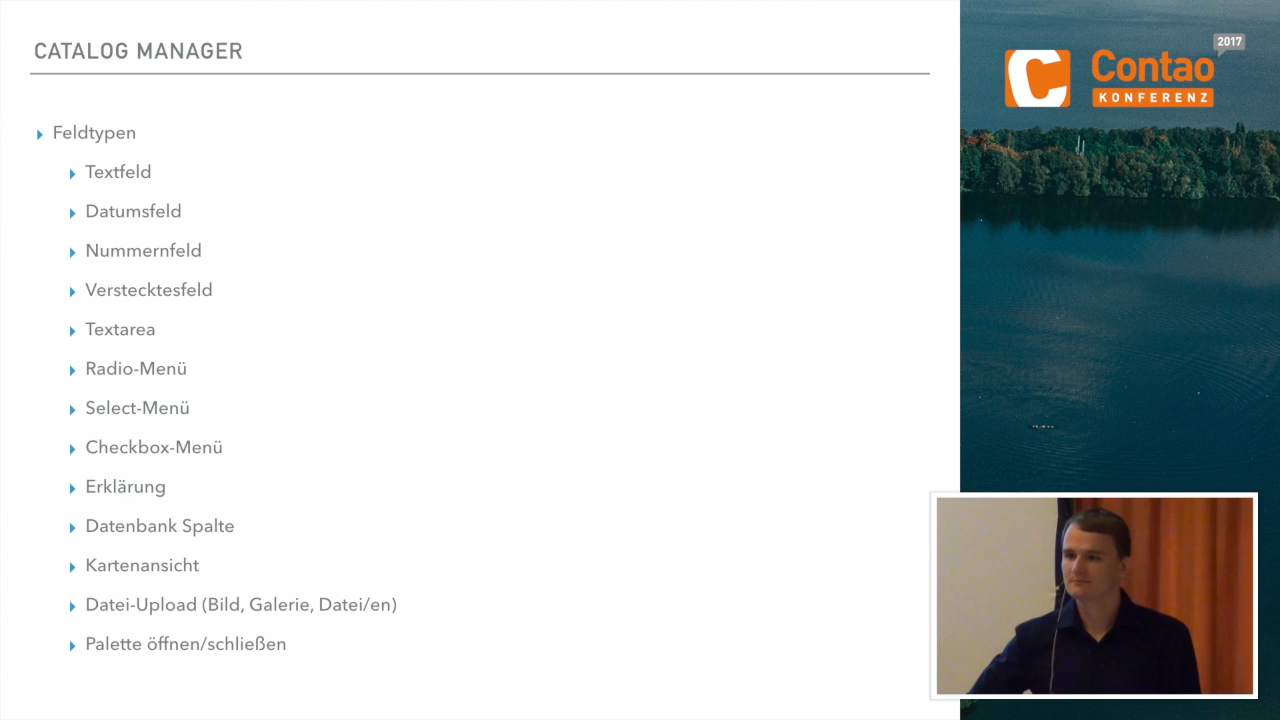 CATALOG MANAGER
Feldtypen
Textfeld
Datumsfeld
Nummernfeld
Verstecktesfeld
Textarea
Radio-Menü
Select-Menü
Checkbox-Menü
Erklärung
Datenbank Spalte
Kartenansicht
Datei-Upload (Bild, Galerie, Datei/en)
Palette öffnen/schließen
2017
Contao
KONFERENZ